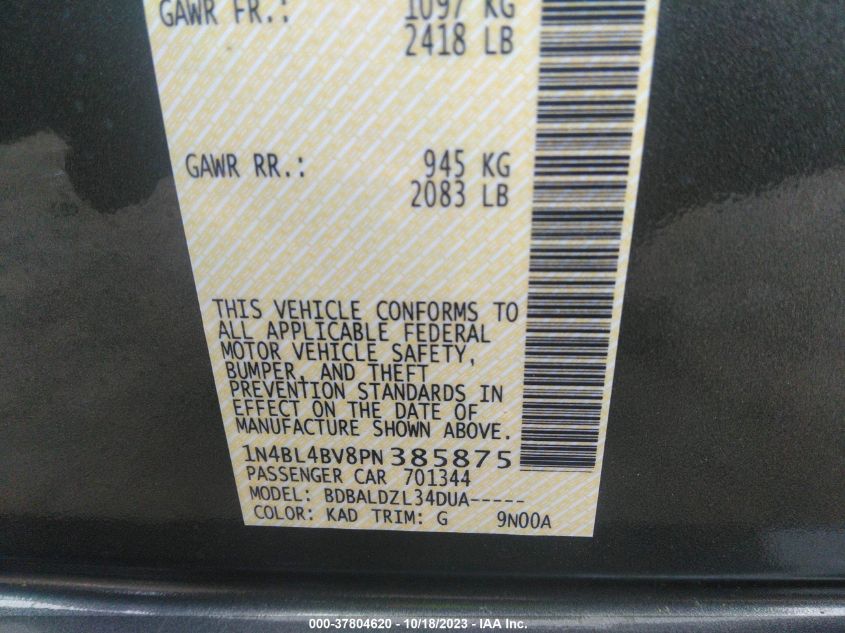 GAWR FR.: 1097 KG
2418 LB
GAWR RR.: 945 KG
2083 LB
THIS VEHICLE CONFORMS TO
ALL APPLICABLE FEDERAL
MOTOR VEHICLE SAFETY,
BUMPER, AND THEFT
PREVENTION STANDARDS IN
EFFECT ON THE DATE OF
MANUFACTURE SHOWN ABOVE.
1N4BL4BV8PN385875
PASSENGER CAR 701344
MODEL: BDBALDZL34DUA-----
COLOR: KAD TRIM: G 9N00A
000-37804620 - 10/18/2023 - IAA Inc.